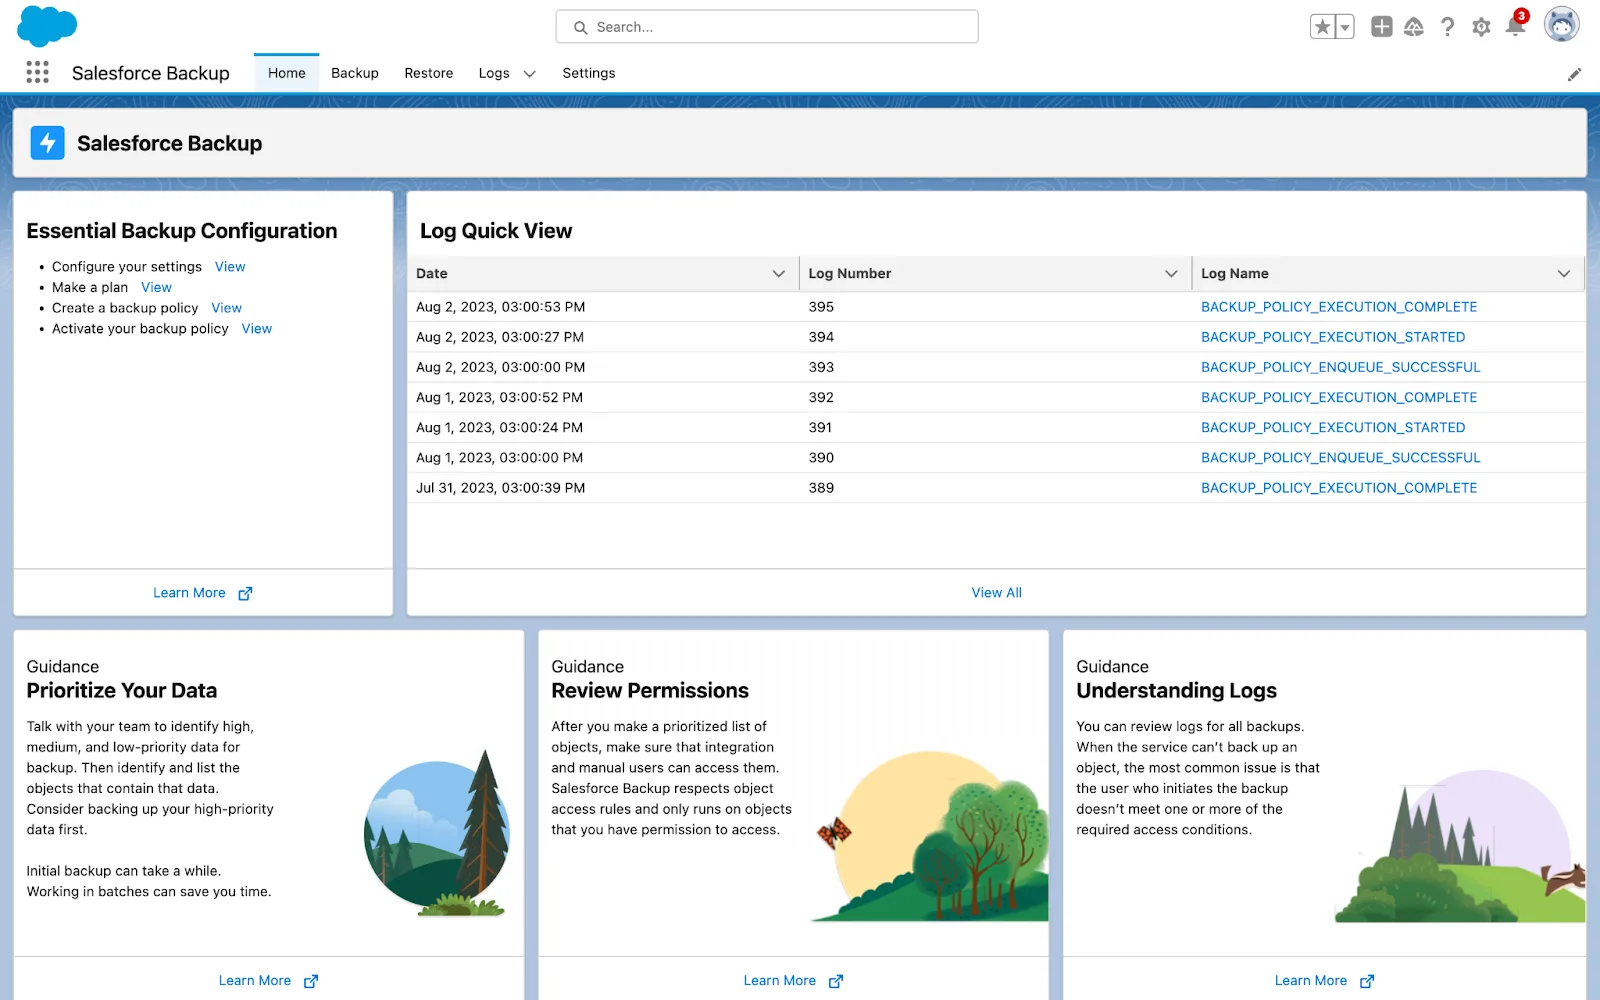 Search...
3
Salesforce Backup
Home
Backup
Restore
Logs
Settings
Salesforce Backup
Essential Backup Configuration
• Configure your settings View
• Make a plan View
• Create a backup policy View
• Activate your backup policy View
Learn More
Log Quick View
Date Log Number Log Name
Aug 2, 2023, 03:00:53 PM 395 BACKUP_POLICY_EXECUTION_COMPLETE
Aug 2, 2023, 03:00:27 PM 394 BACKUP_POLICY_EXECUTION_STARTED
Aug 2, 2023, 03:00:00 PM 393 BACKUP_POLICY_ENQUEUE_SUCCESSFUL
Aug 1, 2023, 03:00:52 PM 392 BACKUP_POLICY_EXECUTION_COMPLETE
Aug 1, 2023, 03:00:24 PM 391 BACKUP_POLICY_EXECUTION_STARTED
Aug 1, 2023, 03:00:00 PM 390 BACKUP_POLICY_ENQUEUE_SUCCESSFUL
Jul 31, 2023, 03:00:39 PM 389 BACKUP_POLICY_EXECUTION_COMPLETE
View All
Guidance
Prioritize Your Data
Talk with your team to identify high,
medium, and low-priority data for
backup. Then identify and list the
objects that contain that data.
Consider backing up your high-priority
data first.
Initial backup can take a while.
Working in batches can save you time.
Learn More
Guidance
Review Permissions
After you make a prioritized list of
objects, make sure that integration
and manual users can access them.
Salesforce Backup respects object
access rules and only runs on objects
that you have permission to access.
Learn More
Guidance
Understanding Logs
You can review logs for all backups.
When the service can't back up an
object, the most common issue is that
the user who initiates the backup
doesn't meet one or more of the
required access conditions.
Learn More